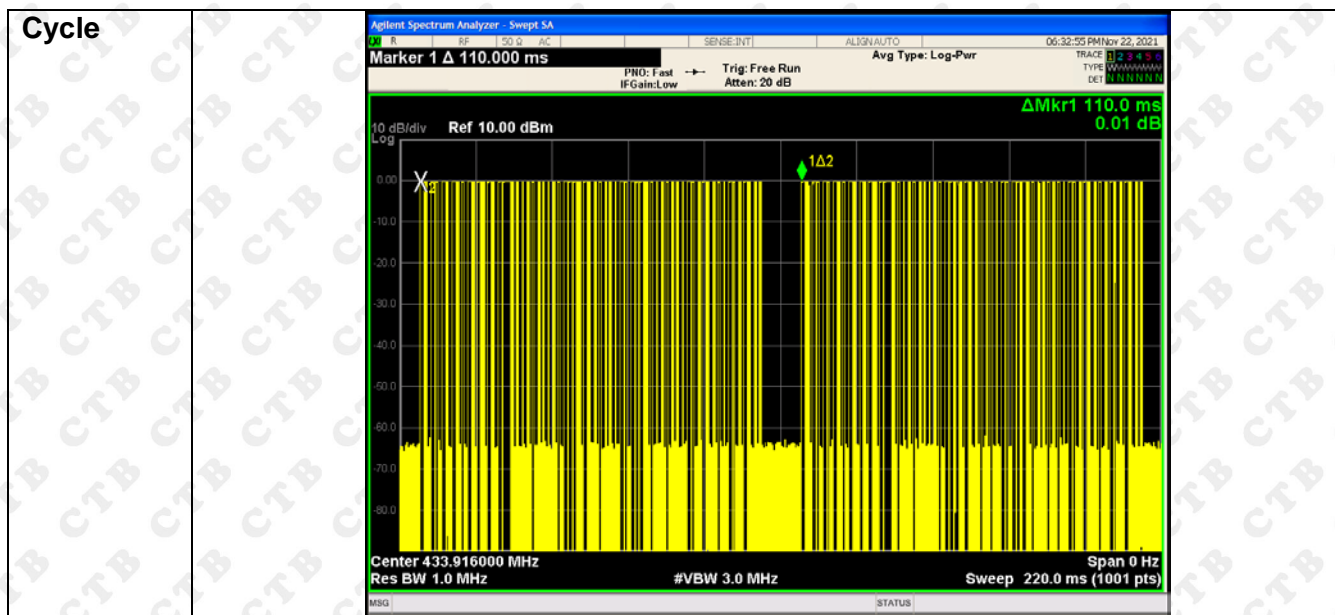 Cycle
Agilent Spectrum Analyzer - Swept SA
R RF 50 Ω AC SENSE:INT ALIGN AUTO 06:32:55 PM Nov 22, 2021
Marker 1 Δ 110.000 ms
PNO: Fast
IFGain:Low
Trig: Free Run
Atten: 20 dB
Avg Type: Log-Pwr
TRACE 1 2 3 4 5 6
TYPE WWWWWW
DET N N N N N N
ΔMkr1 110.0 ms
0.01 dB
10 dB/div Ref 10.00 dBm
Log
1Δ2
0.00
X2
-10.0
-20.0
-30.0
-40.0
-50.0
-60.0
-70.0
-80.0
Center 433.916000 MHz Span 0 Hz
Res BW 1.0 MHz #VBW 3.0 MHz Sweep 220.0 ms (1001 pts)
MSG STATUS
CTB